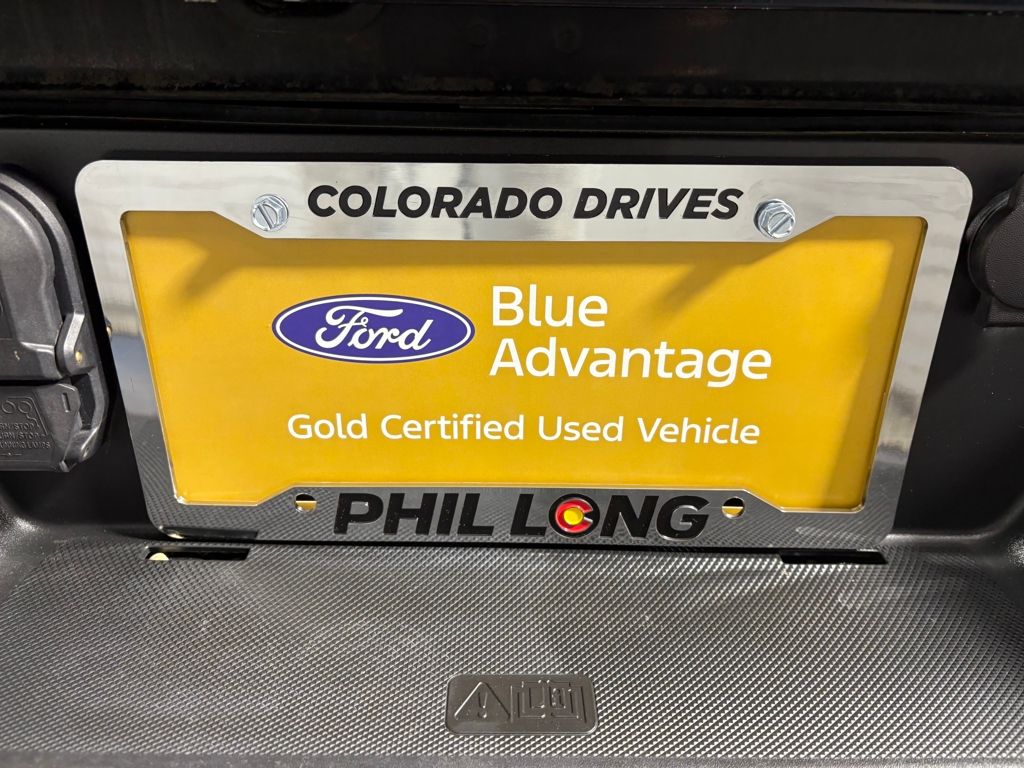 COLORADO DRIVES
Ford
Blue
Advantage
Gold Certified Used Vehicle
PHIL LONG